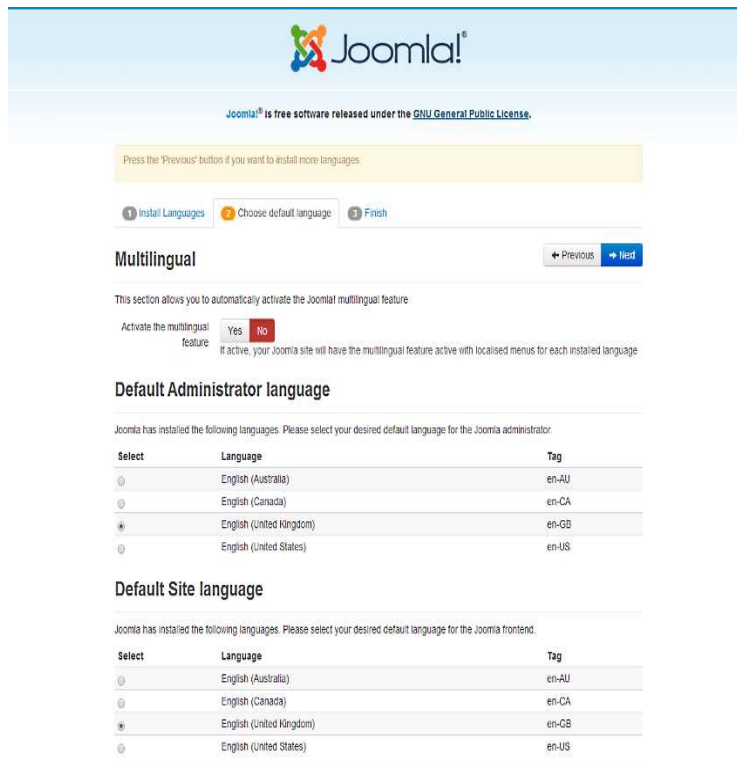 Joomla!®
Joomla!® is free software released under the GNU General Public License.
Press the 'Previous' button if you want to install more languages.
1 Install Languages 2 Choose default language 3 Finish
Multilingual
Previous Next
This section allows you to automatically activate the Joomla! multilingual feature
Activate the multilingual
feature
Yes No
If active, your Joomla site will have the multilingual feature active with localised menus for each installed language
Default Administrator language
Joomla has installed the following languages. Please select your desired default language for the Joomla administrator.
Select Language Tag
English (Australia) en-AU
English (Canada) en-CA
English (United Kingdom) en-GB
English (United States) en-US
Default Site language
Joomla has installed the following languages. Please select your desired default language for the Joomla frontend.
Select Language Tag
English (Australia) en-AU
English (Canada) en-CA
English (United Kingdom) en-GB
English (United States) en-US